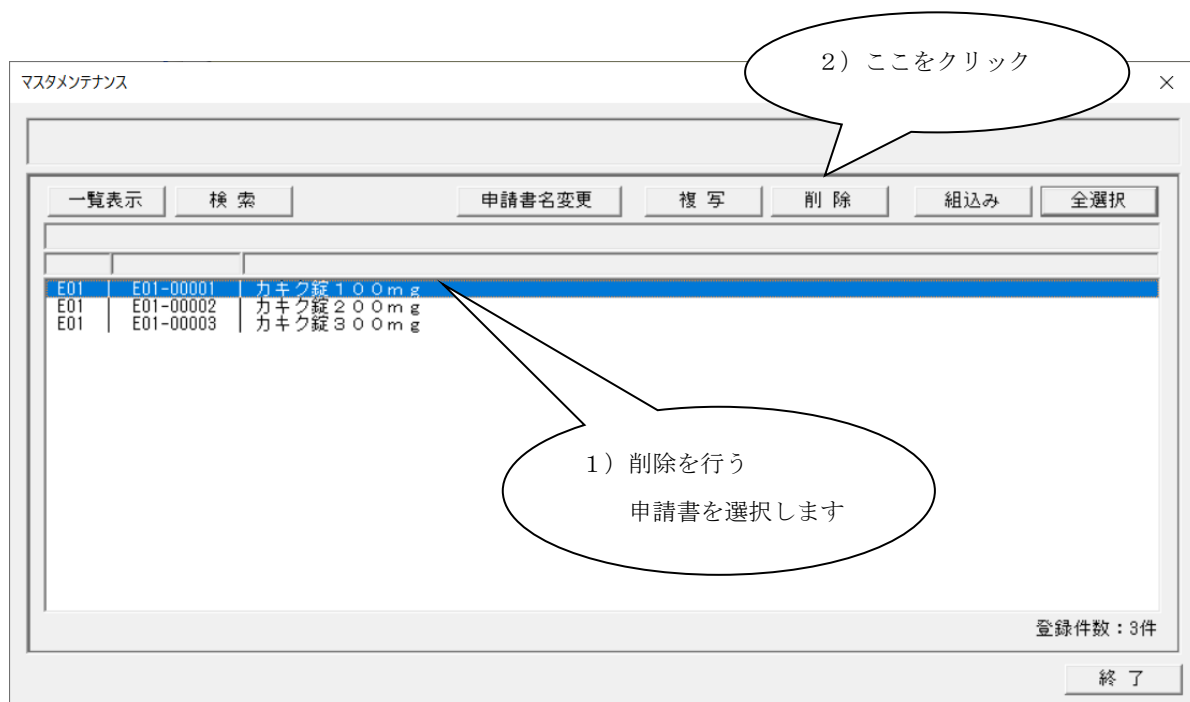 ２）ここをクリック
マスタメンテナンス
一覧表示 検 索 申請書名変更 複 写 削 除 組込み 全選択
E01 E01-00001 カキク錠１００ｍｇ
E01 E01-00002 カキク錠２００ｍｇ
E01 E01-00003 カキク錠３００ｍｇ
１）削除を行う
申請書を選択します
登録件数：3件
終 了